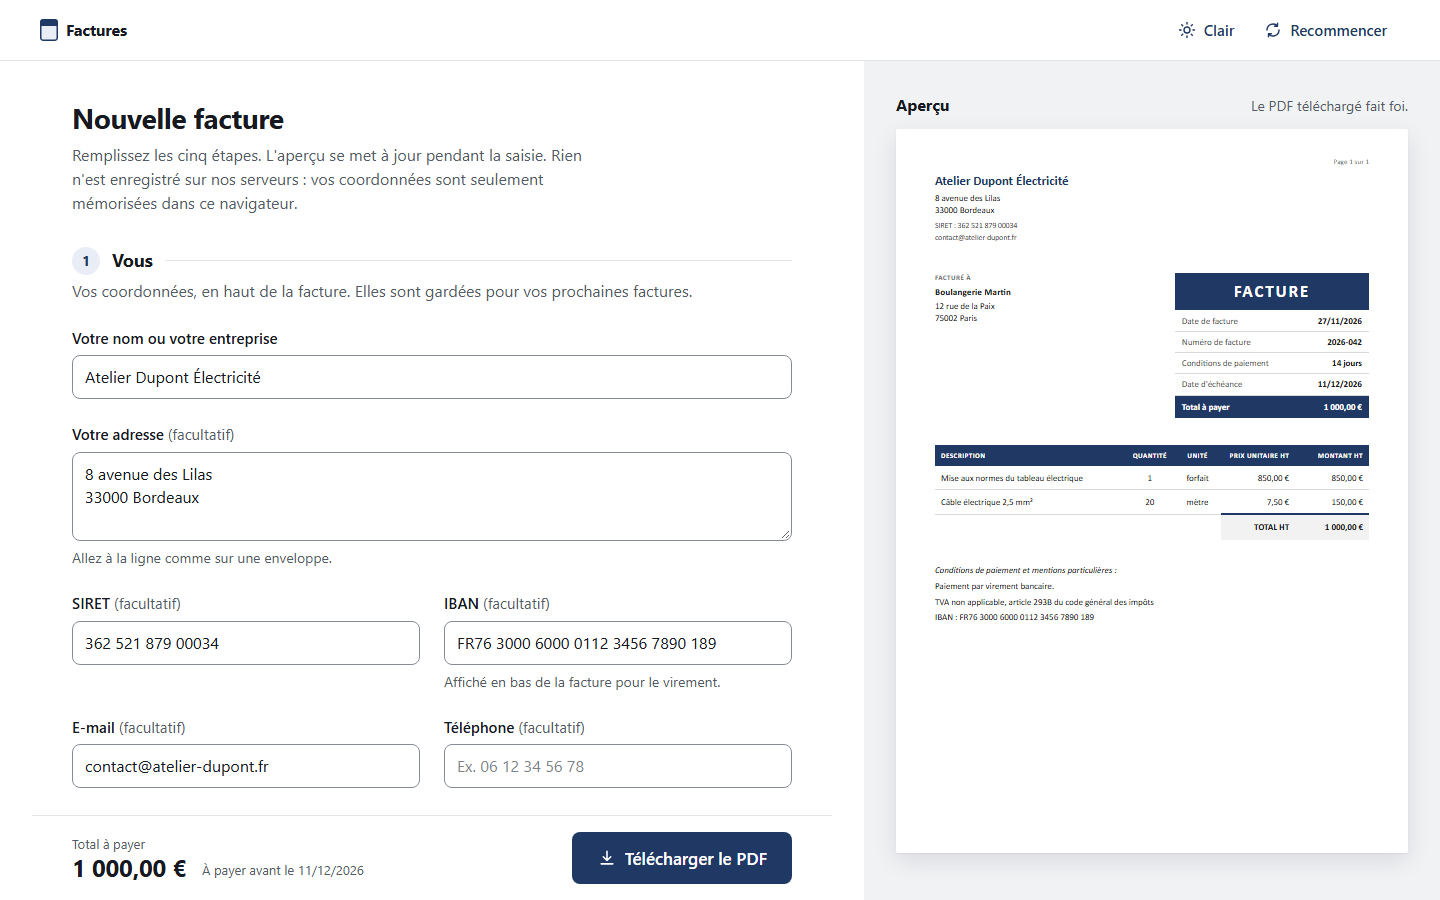 Factures
Clair
Recommencer
Nouvelle facture
Remplissez les cinq étapes. L'aperçu se met à jour pendant la saisie. Rien
n'est enregistré sur nos serveurs : vos coordonnées sont seulement
mémorisées dans ce navigateur.
1 Vous
Vos coordonnées, en haut de la facture. Elles sont gardées pour vos prochaines factures.
Votre nom ou votre entreprise
Atelier Dupont Électricité
Votre adresse (facultatif)
8 avenue des Lilas
33000 Bordeaux
Allez à la ligne comme sur une enveloppe.
SIRET (facultatif)
362 521 879 00034
IBAN (facultatif)
FR76 3000 6000 0112 3456 7890 189
Affiché en bas de la facture pour le virement.
E-mail (facultatif)
contact@atelier-dupont.fr
Téléphone (facultatif)
Ex. 06 12 34 56 78
Total à payer
1 000,00 € À payer avant le 11/12/2026
Télécharger le PDF
Aperçu
Le PDF téléchargé fait foi.
Page 1 sur 1
Atelier Dupont Électricité
8 avenue des Lilas
33000 Bordeaux
SIRET : 362 521 879 00034
contact@atelier-dupont.fr
FACTURÉ À
Boulangerie Martin
12 rue de la Paix
75002 Paris
FACTURE
Date de facture 27/11/2026
Numéro de facture 2026-042
Conditions de paiement 14 jours
Date d'échéance 11/12/2026
Total à payer 1 000,00 €
DESCRIPTION QUANTITÉ UNITÉ PRIX UNITAIRE HT MONTANT HT
Mise aux normes du tableau électrique 1 forfait 850,00 € 850,00 €
Câble électrique 2,5 mm² 20 mètre 7,50 € 150,00 €
TOTAL HT 1 000,00 €
Conditions de paiement et mentions particulières :
Paiement par virement bancaire.
TVA non applicable, article 293B du code général des impôts
IBAN : FR76 3000 6000 0112 3456 7890 189